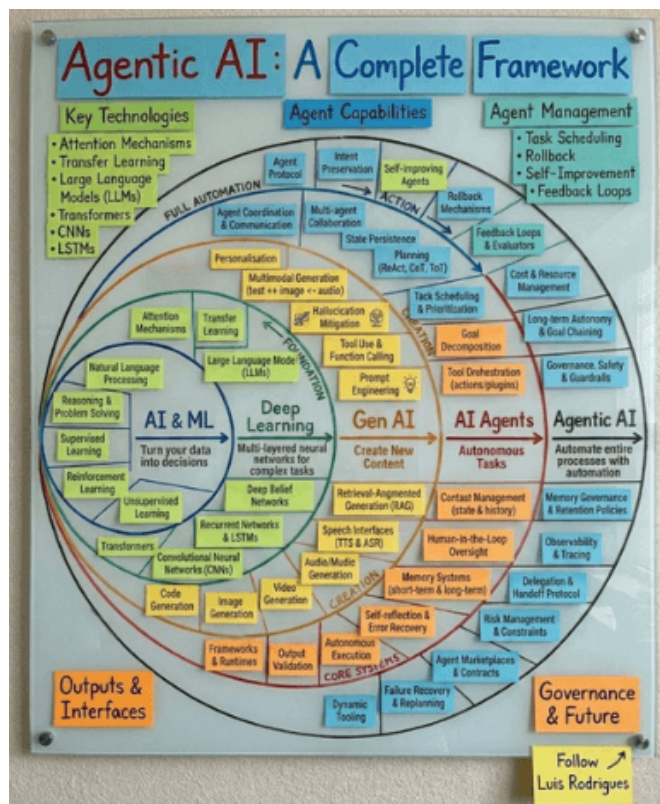 Agentic AI: A Complete Framework
Key Technologies
• Attention Mechanisms
• Transfer Learning
• Large Language
Models (LLMs)
• Transformers
• CNNs
• LSTMs
Agent Capabilities
Agent Management
• Task Scheduling
• Rollback
• Self-Improvement
• Feedback Loops
FULL AUTOMATION
Agent
Protocol
Intent
Preservation
Self-improving
Agents
ACTION
Rollback
Mechanisms
Agent Coordination
& Communication
Multi-agent
Collaboration
State Persistence
Planning
(ReAct, CoT, ToT)
Feedback Loops
& Evaluators
Cost & Resource
Management
Personalisation
Multimodal Generation
(test ++ image <- audio)
Tack Scheduling
& Prioritization
Long-term Autonomy
& Goal Chaining
Attention
Mechanisms
Transfer
Learning
Hallucication
Mitigation
CREATION
Goal
Decomposition
FOUNDATION
Tool Use &
Function Calling
Tool Orehestration
(actions/plugins)
Governance, Safety
& Guardralls
Large Language Mode
(LLMs)
Prompt
Engineering
Natural Language
Processing
Reasoning &
Problem Solving
Supervised
Learning
Reinforcement
Learning
Unsupervised
Learning
AI & ML
Turn your data
into decisions
Deep
Learning
Multi-layered neural
networks for
complex tasks
Gen AI
Create New
Content
AI Agents
Autonomous
Tasks
Agentic AI
Automate entire
processes with
automation
Deep Belief
Networks
Retrieval-Augmented
Generation (RAG)
Contaxt Management
(state & history)
Memory Governance
& Retention Policies
Recurrent Networks
& LSTMs
Speech Interfaces
(TTS & ASR)
Human-in-the-Loop
Oversight
Observability
& Tracing
Transformers
Convolutional Neural
Networks (CNNs)
Audio/Mudio
Generation
Memory Systems
(short-term & long-term)
Delegation &
Handoff Protocol
Code
Generation
Image
Generation
Video
Generation
CREATION
Self-reflection &
Error Recovery
Risk Management
& Constraints
Frameworks
& Runtimes
Output
Validation
Autonomous
Execution
CORE SYSTEMS
Agent Marketplaces
& Contracts
Dynamic
Tooling
Failure Recovery
& Replanning
Outputs &
Interfaces
Governance
& Future
Follow
Luis Rodrigues